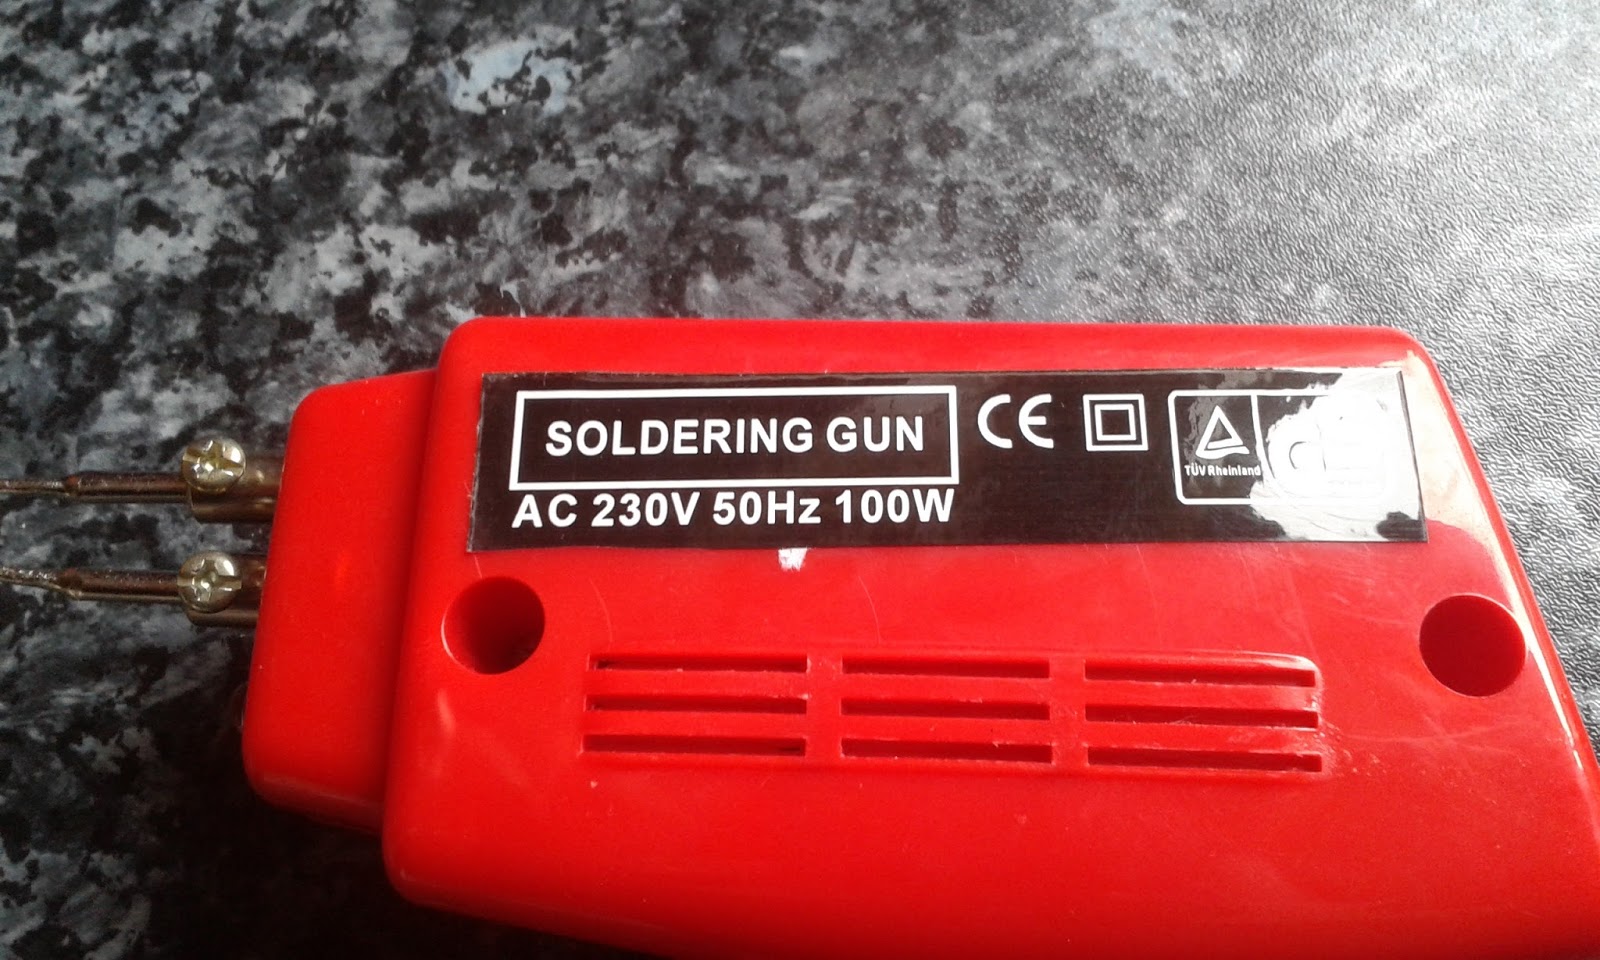 SOLDERING GUN
CE
TÜV Rheinland
AC 230V 50Hz 100W